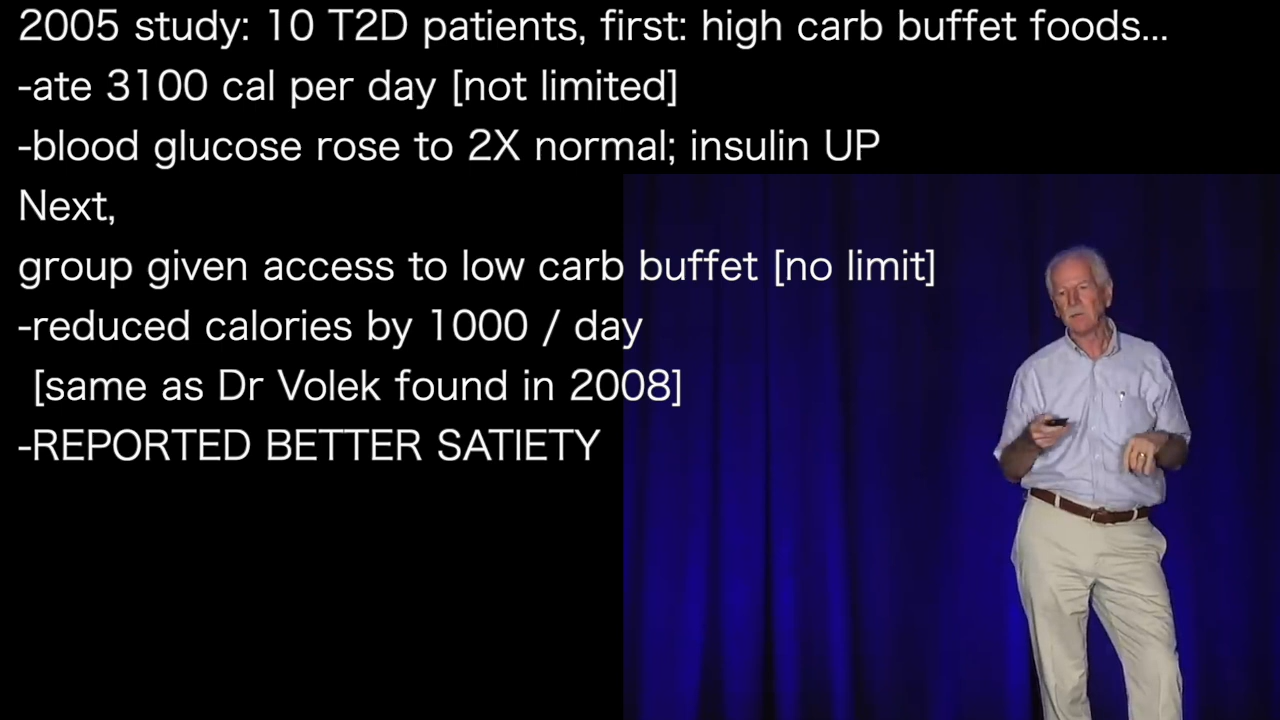 2005 study: 10 T2D patients, first: high carb buffet foods...
-ate 3100 cal per day [not limited]
-blood glucose rose to 2X normal; insulin UP
Next,
group given access to low carb buffet [no limit]
-reduced calories by 1000 / day
[same as Dr Volek found in 2008]
-REPORTED BETTER SATIETY